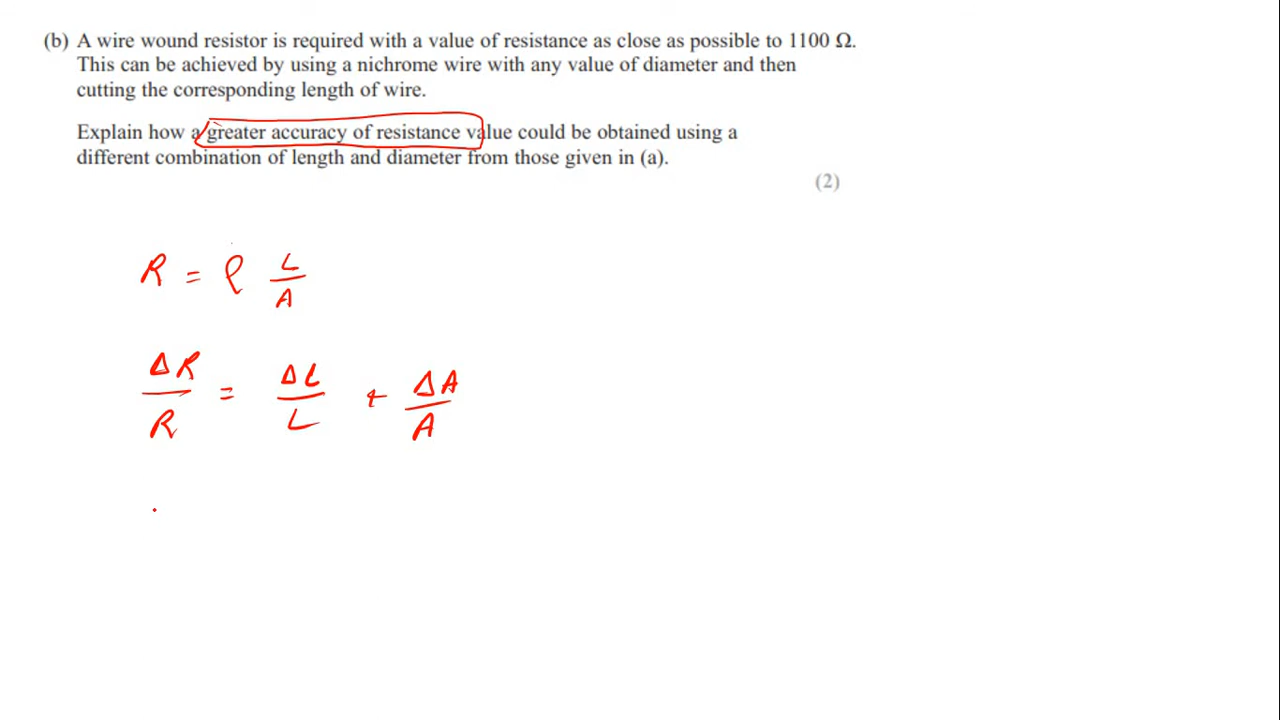 (b) A wire wound resistor is required with a value of resistance as close as possible to 1100 Ω.
This can be achieved by using a nichrome wire with any value of diameter and then
cutting the corresponding length of wire.
Explain how a greater accuracy of resistance value could be obtained using a
different combination of length and diameter from those given in (a).
(2)
R = ρ L/A
ΔR/R = ΔL/L + ΔA/A